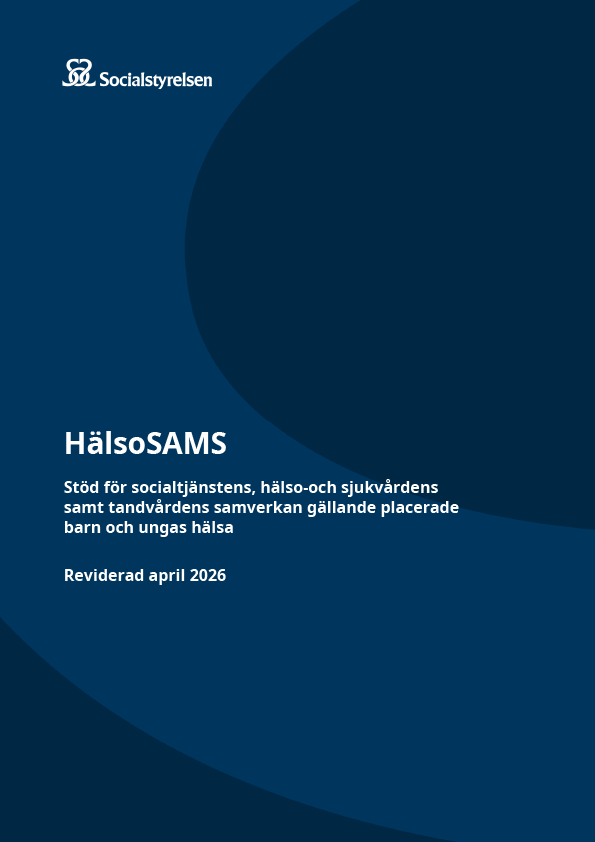 Socialstyrelsen
HälsoSAMS
Stöd för socialtjänstens, hälso-och sjukvårdens
samt tandvårdens samverkan gällande placerade
barn och ungas hälsa
Reviderad april 2026